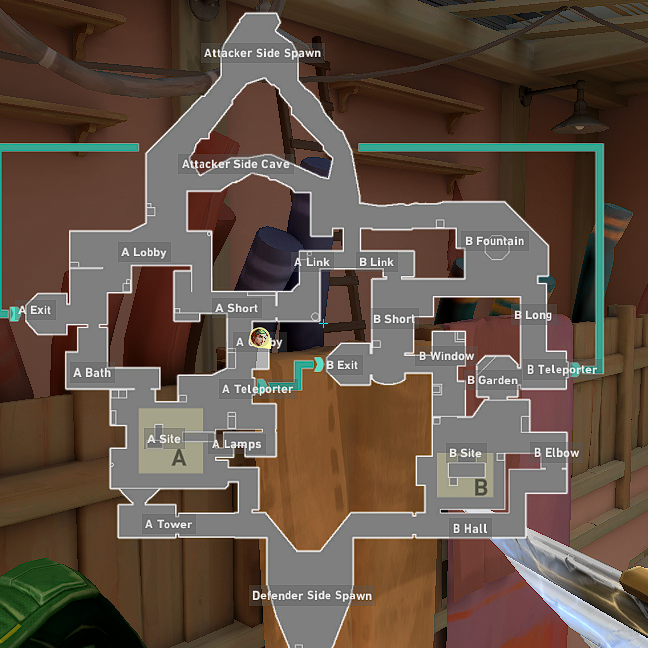 Attacker Side Spawn
Attacker Side Cave
B Fountain
A Lobby
A Link
B Link
A Exit
A Short
B Short
B Long
B Window
B Exit
A Bath
B Garden
B Teleporter
A Teleporter
A Site
A Lamps
A
B Site
B Elbow
B
A Tower
B Hall
Defender Side Spawn